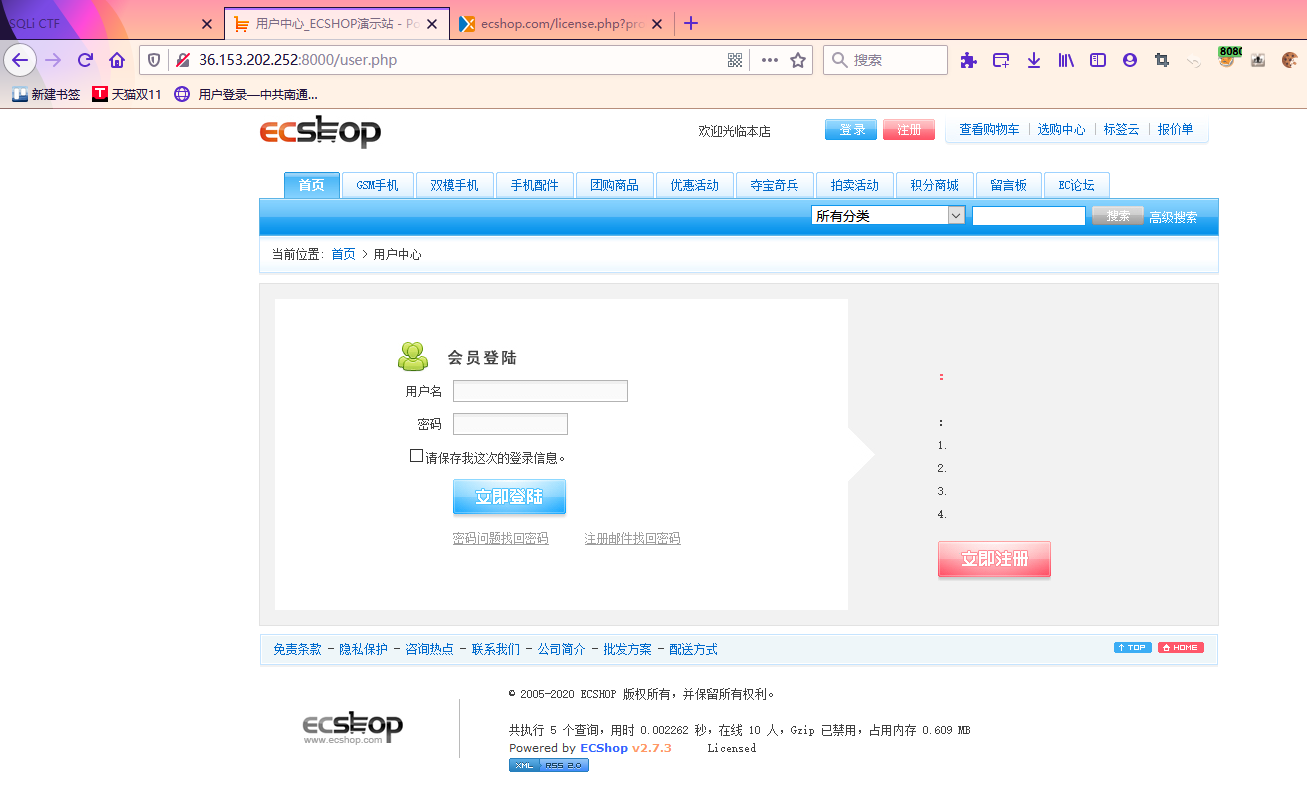 SQLi CTF
用户中心_ECSHOP演示站 - Po
ecshop.com/license.php?pro
36.153.202.252:8000/user.php
搜索
8080
新建书签 天猫双11 用户登录—中共南通...
ecshop 欢迎光临本店 登录 注册 查看购物车 选购中心 标签云 报价单
首页 GSM手机 双模手机 手机配件 团购商品 优惠活动 夺宝奇兵 拍卖活动 积分商城 留言板 EC论坛
所有分类 搜索 高级搜索
当前位置: 首页 > 用户中心
会员登陆
用户名
密码
请保存我这次的登录信息。
立即登陆
密码问题找回密码 注册邮件找回密码
:
:
1.
2.
3.
4.
立即注册
免责条款 - 隐私保护 - 咨询热点 - 联系我们 - 公司简介 - 批发方案 - 配送方式 TOP HOME
ecshop
www.ecshop.com
© 2005-2020 ECSHOP 版权所有，并保留所有权利。
共执行 5 个查询，用时 0.002262 秒，在线 10 人，Gzip 已禁用，占用内存 0.609 MB
Powered by ECShop v2.7.3 Licensed
XML RSS 2.0